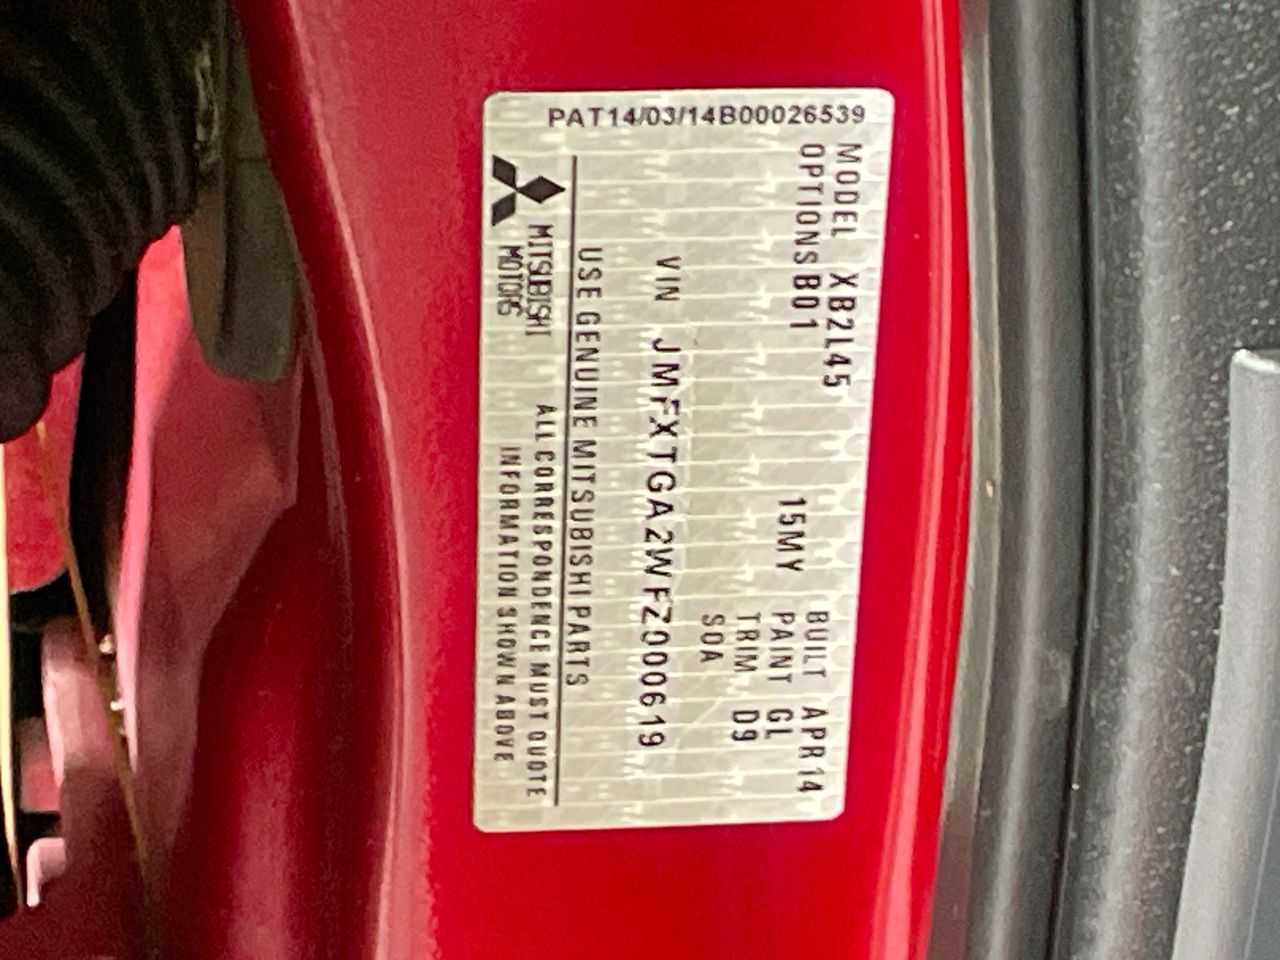 PAT14/03/14B00026539
MODEL XB2L45
OPTIONS B01
15MY
BUILT APR14
PAINT GL
TRIM D9
SOA
VIN JMFXTGA2WFZ000619
USE GENUINE MITSUBISHI PARTS
MITSUBISHI
MOTORS
ALL CORRESPONDENCE MUST QUOTE
INFORMATION SHOWN ABOVE